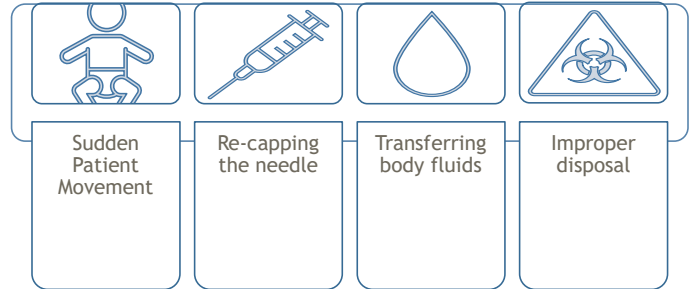 Sudden
Patient
Movement
Re-capping
the needle
Transferring
body fluids
Improper
disposal